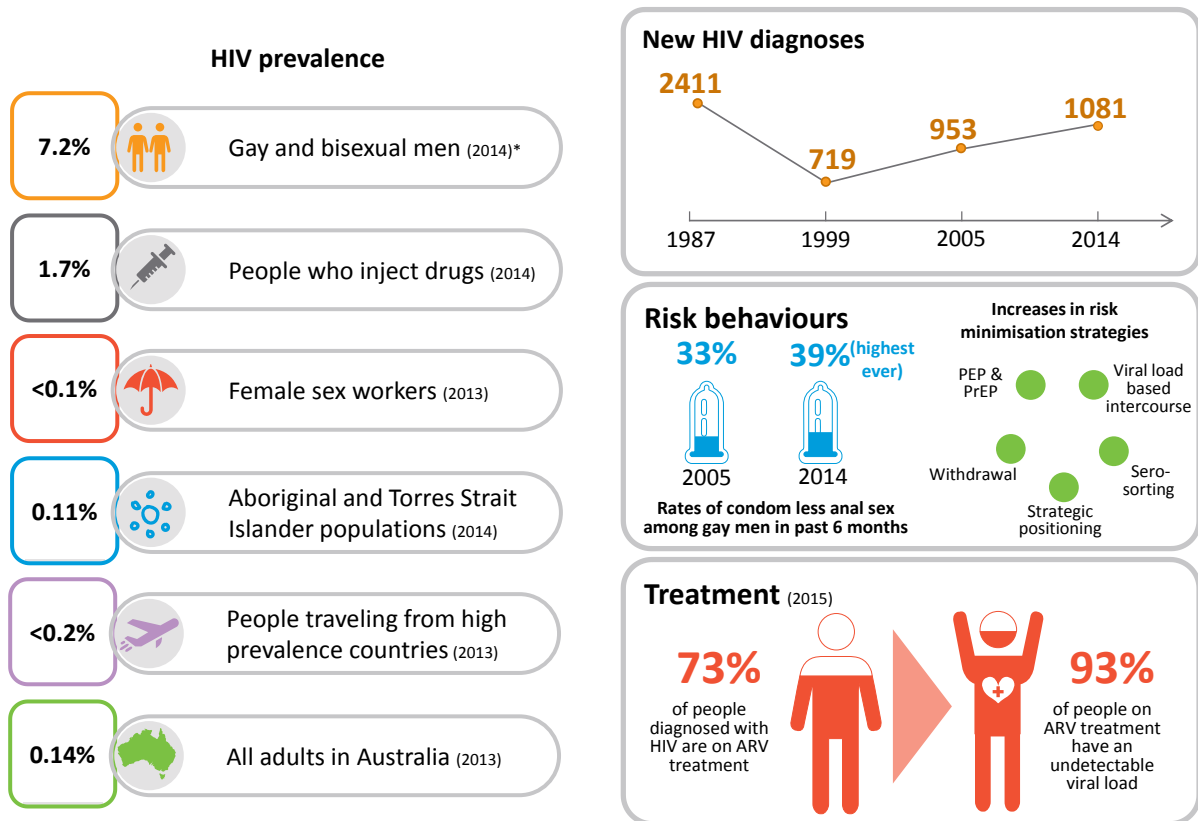 HIV prevalence
7.2%
Gay and bisexual men (2014)*
1.7%
People who inject drugs (2014)
<0.1%
Female sex workers (2013)
0.11%
Aboriginal and Torres Strait
Islander populations (2014)
<0.2%
People traveling from high
prevalence countries (2013)
0.14%
All adults in Australia (2013)
New HIV diagnoses
2411
719
953
1081
1987
1999
2005
2014
Risk behaviours
33%
39% (highest
ever)
2005
2014
Rates of condom less anal sex
among gay men in past 6 months
Increases in risk
minimisation strategies
PEP &
PrEP
Viral load
based
intercourse
Withdrawal
Sero-
sorting
Strategic
positioning
Treatment (2015)
73%
of people
diagnosed with
HIV are on ARV
treatment
93%
of people on
ARV treatment
have an
undetectable
viral load